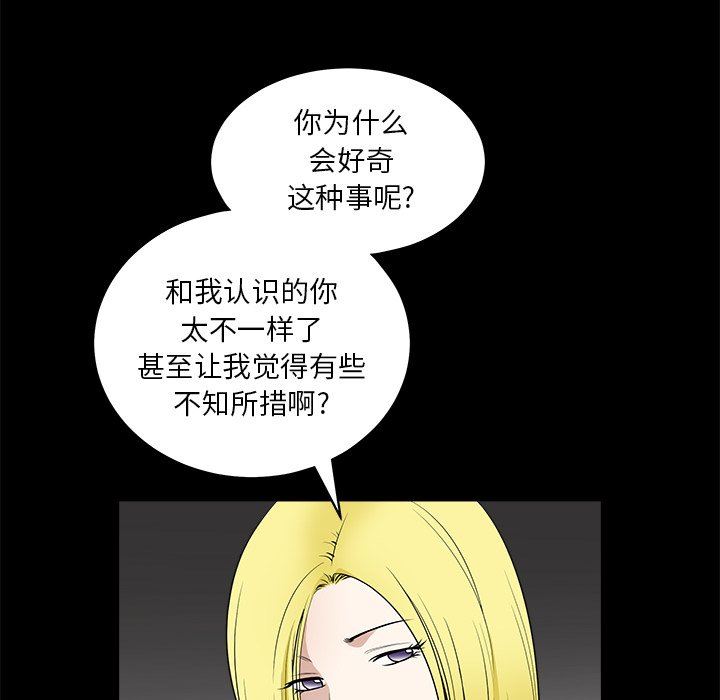 你为什么
会好奇
这种事呢?
和我认识的你
太不一样了
甚至让我觉得有些
不知所措啊?